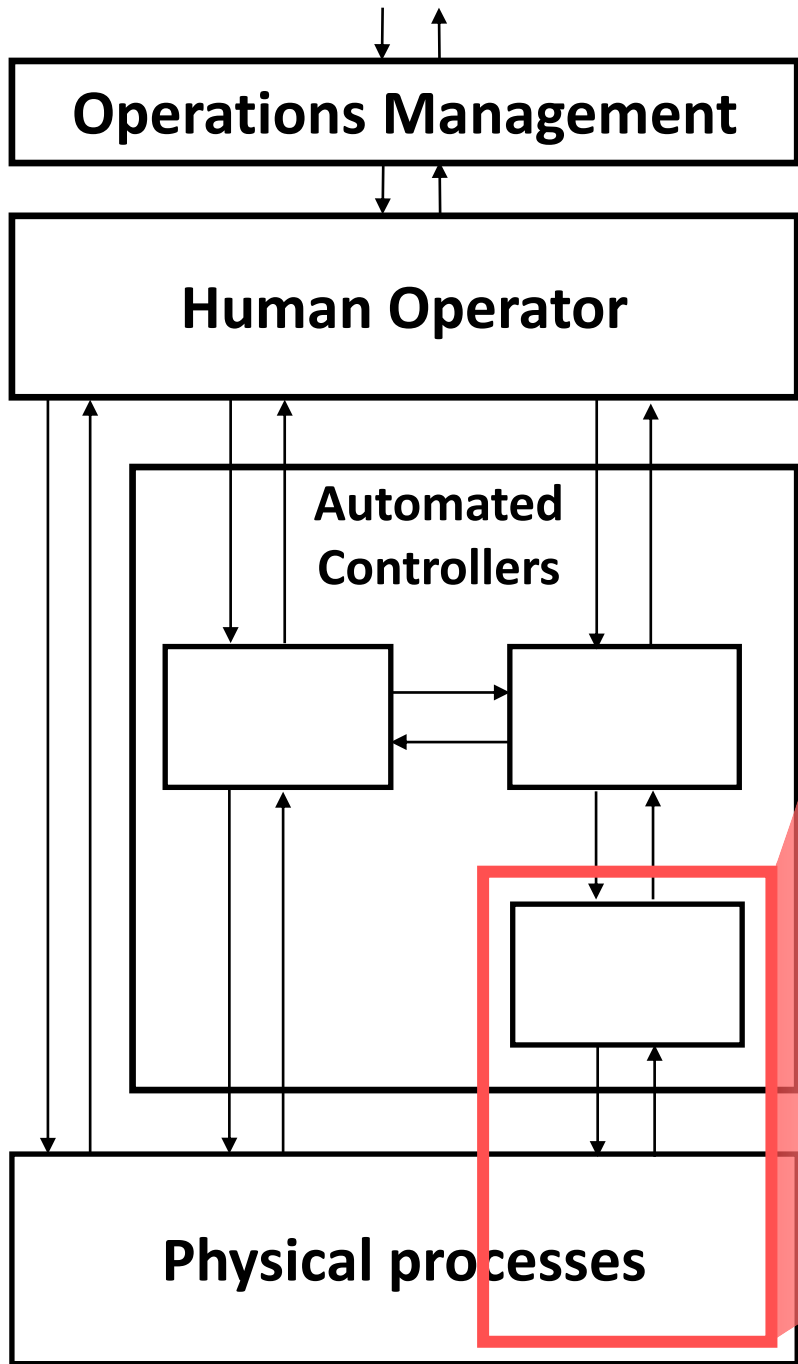 Operations Management
Human Operator
Automated
Controllers
Physical processes